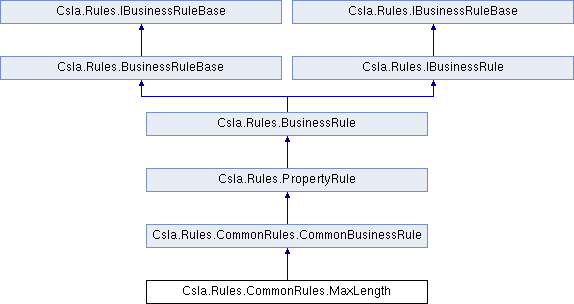 Csla.Rules.IBusinessRuleBase
Csla.Rules.IBusinessRuleBase
Csla.Rules.BusinessRuleBase
Csla.Rules.IBusinessRule
Csla.Rules.BusinessRule
Csla.Rules.PropertyRule
Csla.Rules.CommonRules.CommonBusinessRule
Csla.Rules.CommonRules.MaxLength